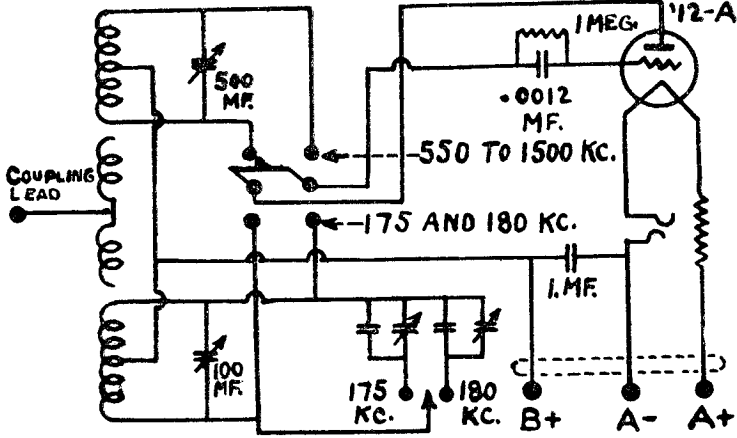 '12-A
1 MEG.
500
MF.
.0012
MF.
550 TO 1500 KC.
COUPLING
LEAD
175 AND 180 KC.
1.MF.
100
MF.
175
KC.
180
KC.
B+
A-
A+